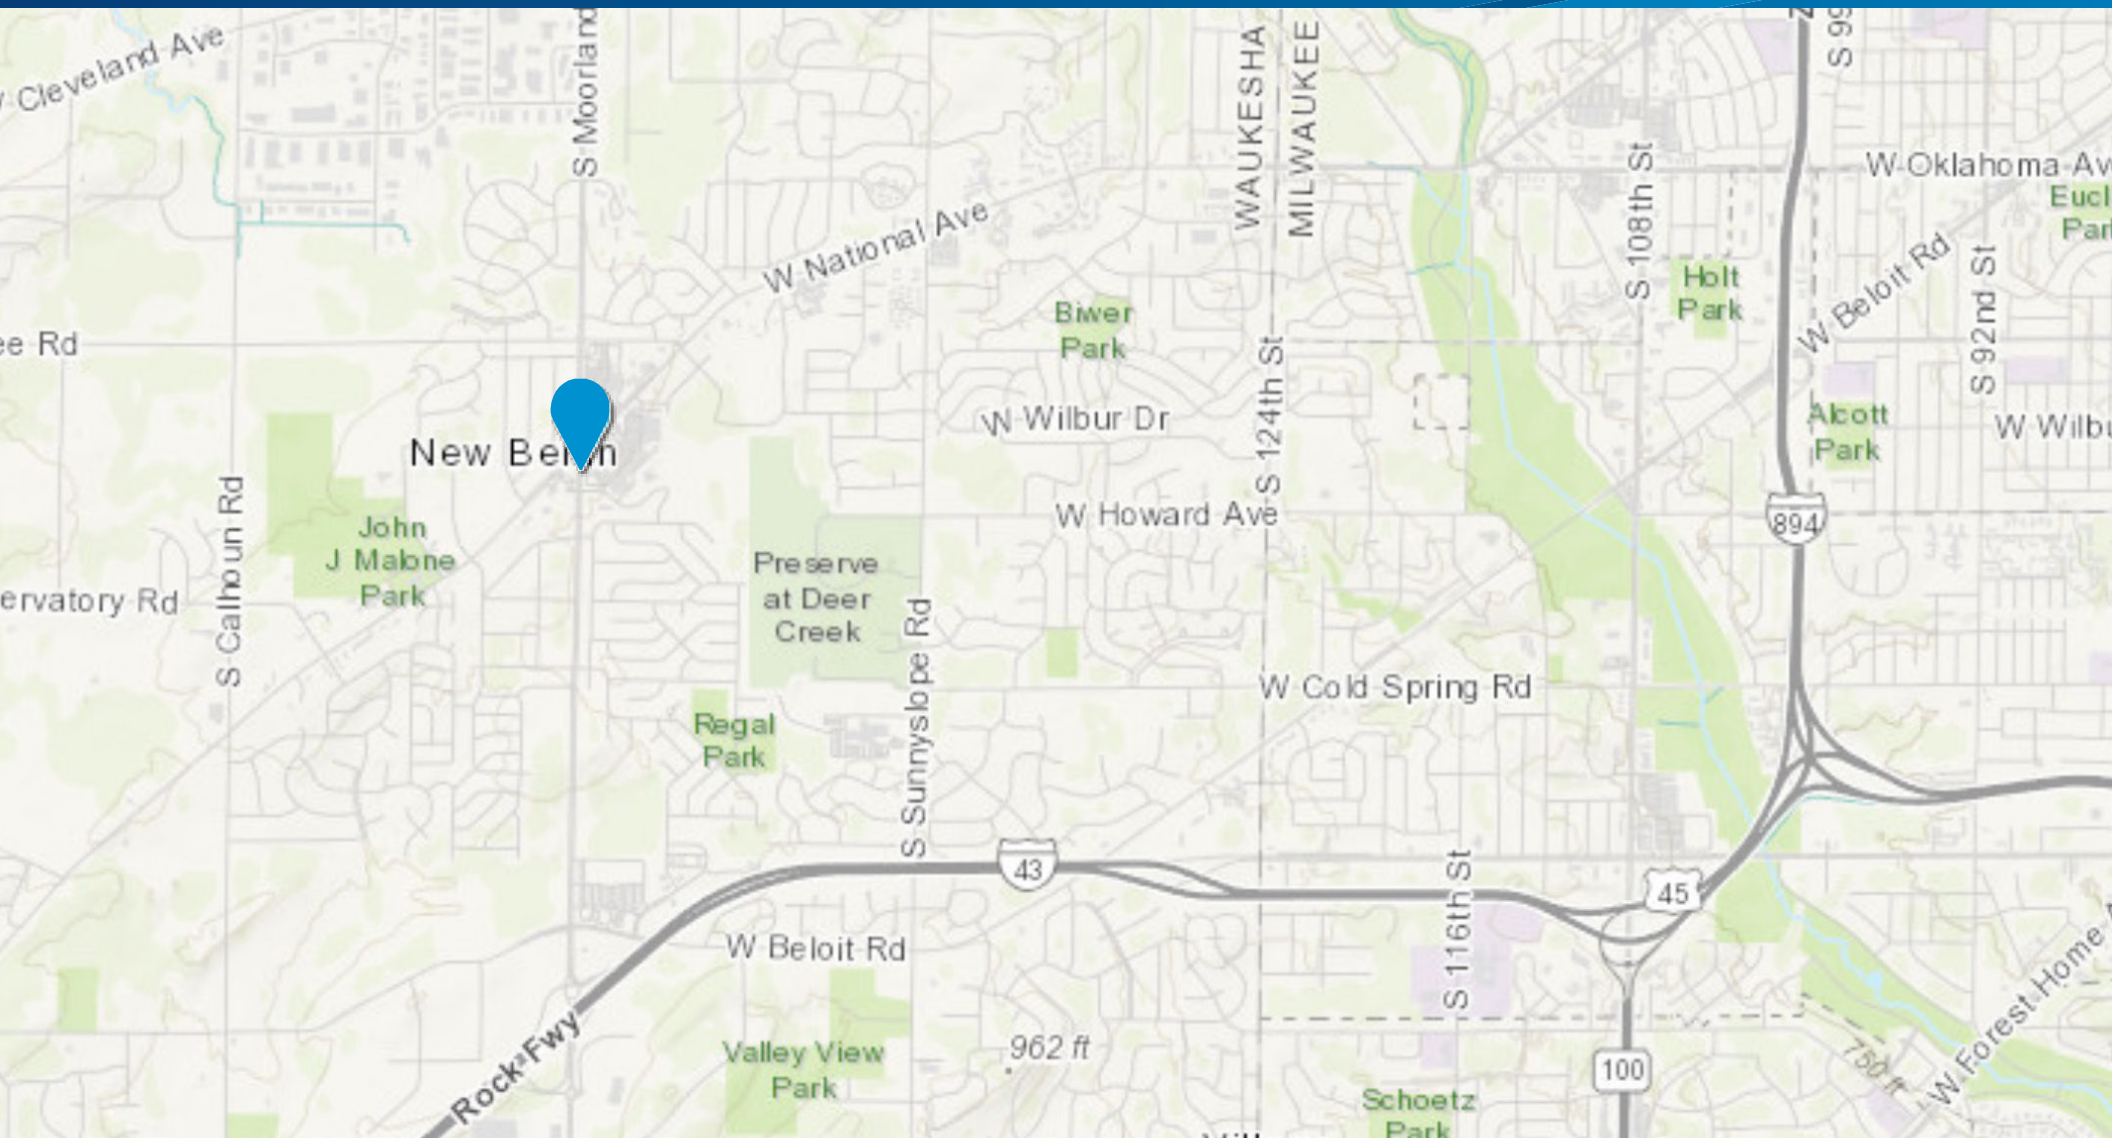 Cleveland Ave
S Moorland
WAUKESHA
MILWAUKEE
S 99
W Oklahoma Av
S 108th St
Eucl
Par
W National Ave
Holt
Park
W Beloit Rd
S 92nd St
Biwer
Park
ee Rd
S 124th St
W Wilbur Dr
Alcott
Park
W Wilbu
New Berlin
S Calhoun Rd
W Howard Ave
894
John
J Malone
Park
Preserve
at Deer
Creek
ervatory Rd
S Sunnyslope Rd
W Cold Spring Rd
Regal
Park
43
S 116th St
45
W Beloit Rd
W Forest Home
Rock Fwy
Valley View
Park
962 ft
750 ft
100
Schoetz
Park